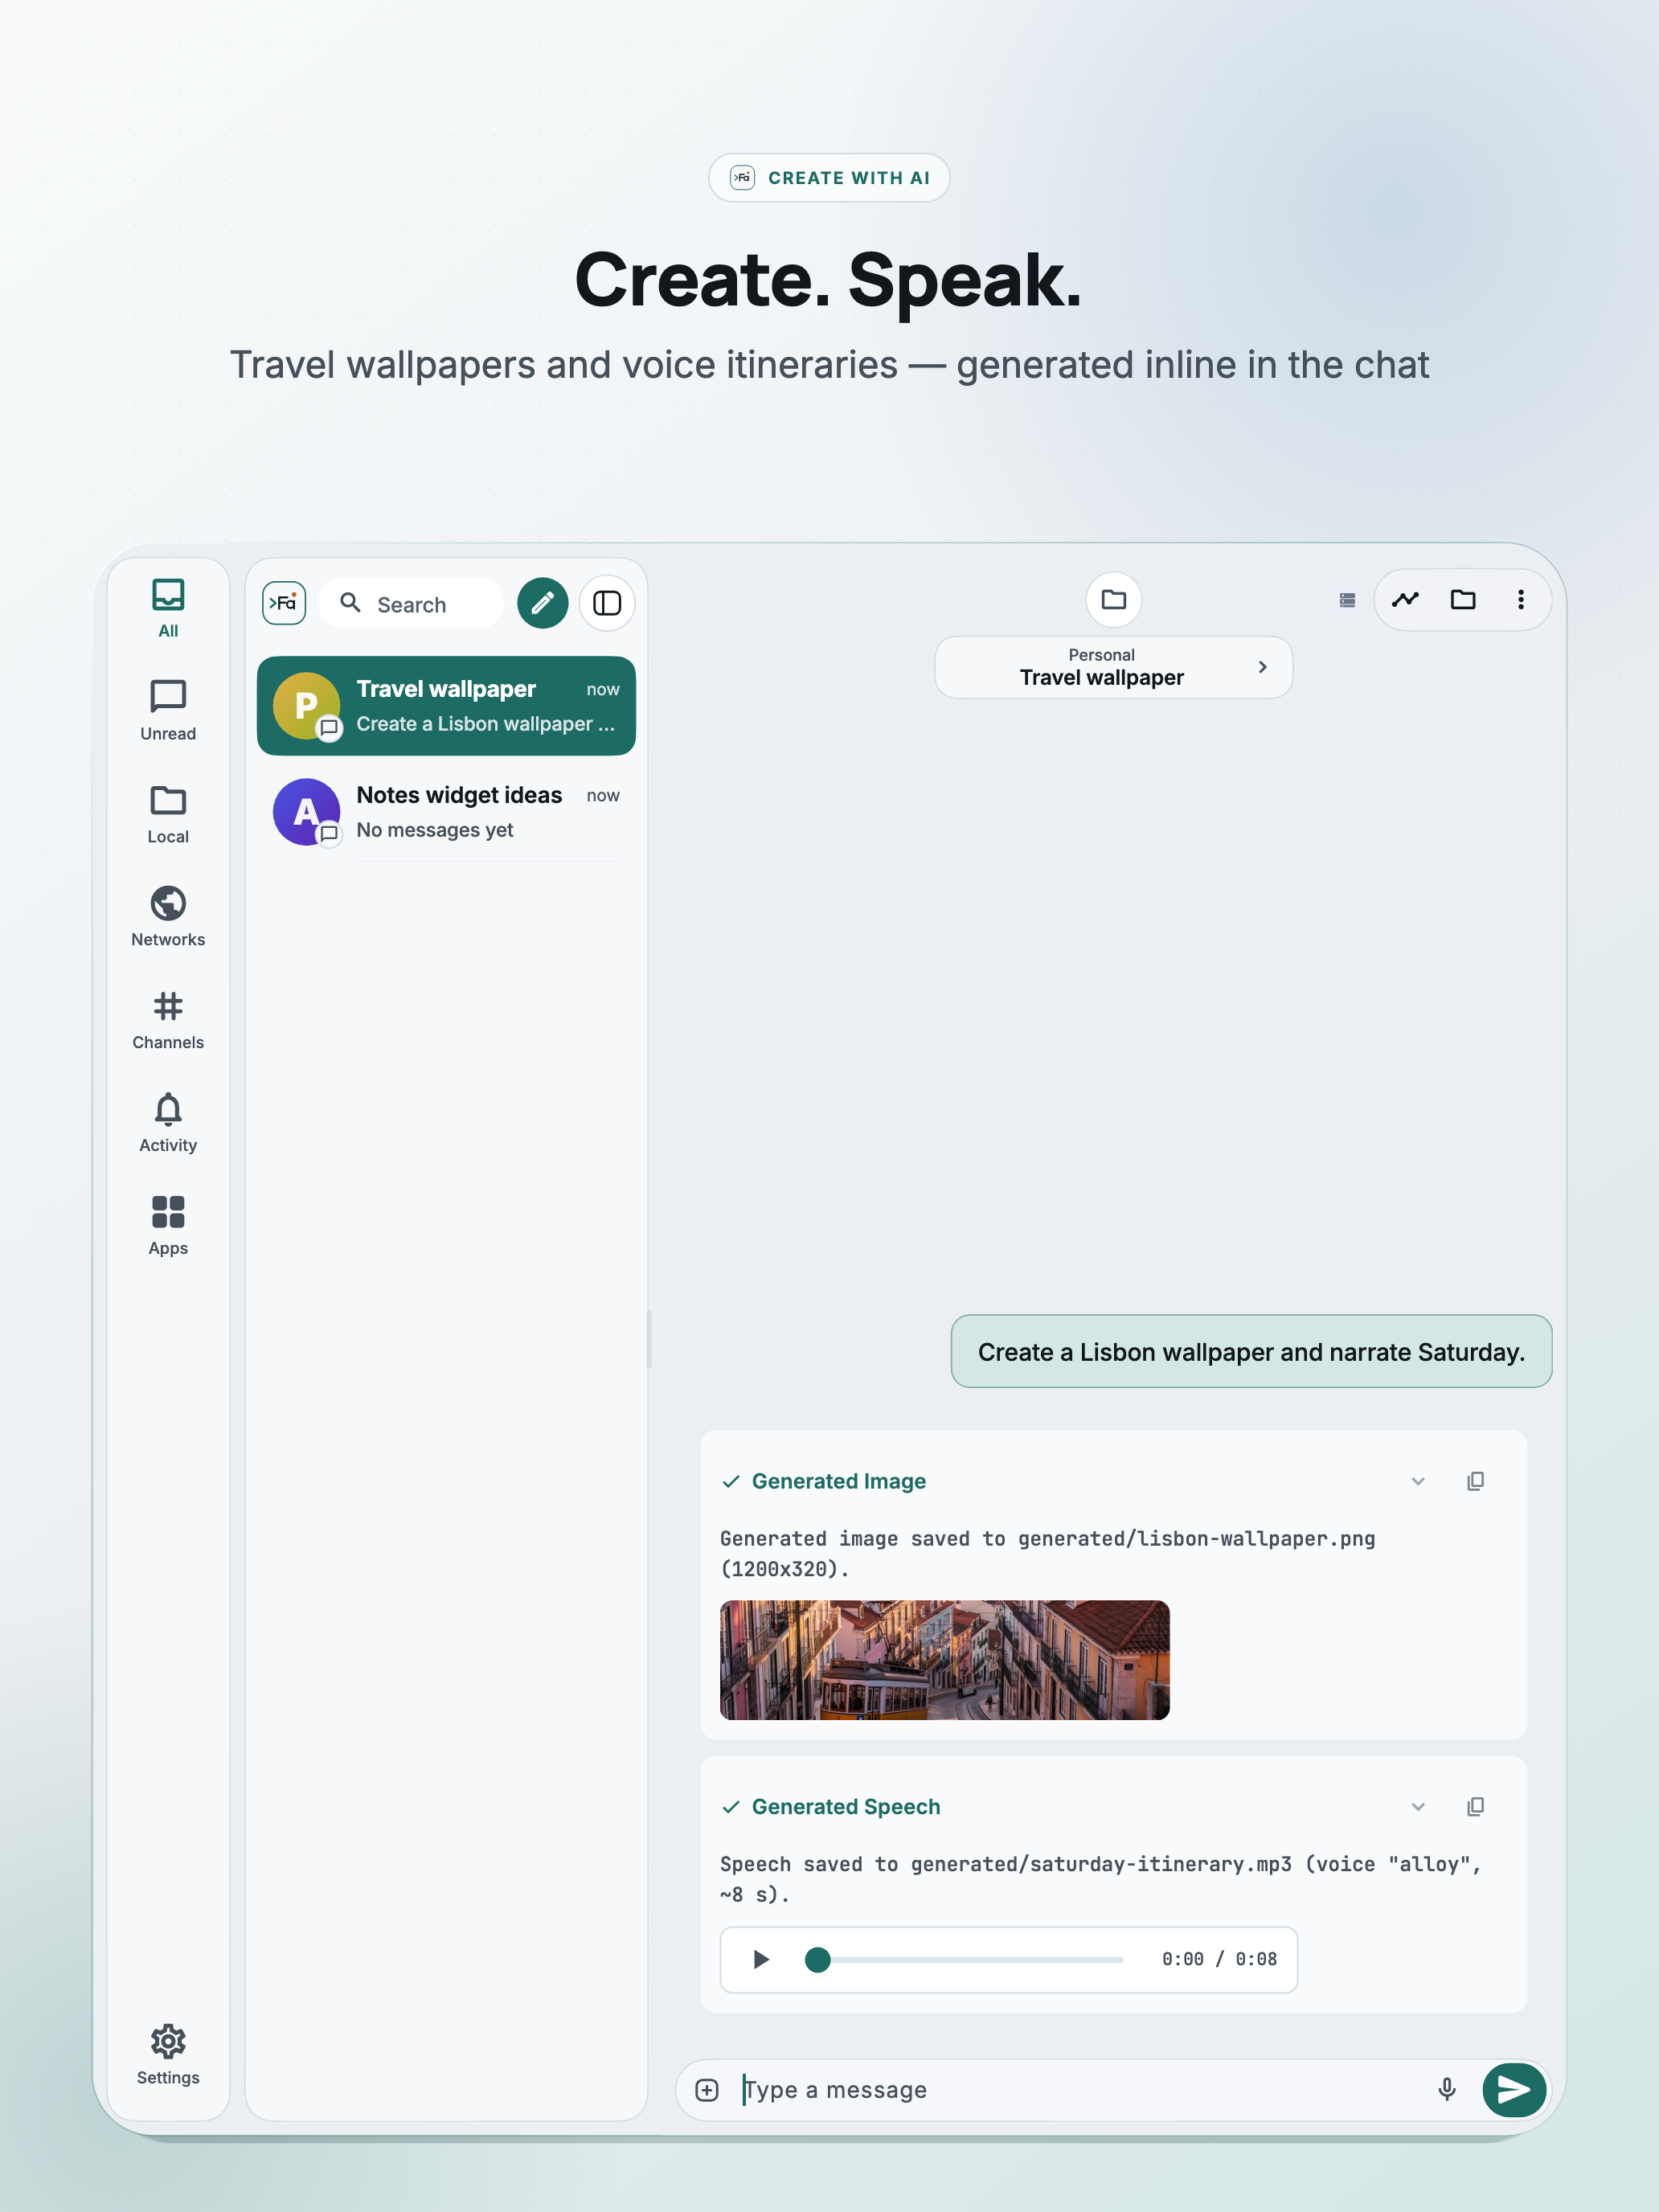 >Fa CREATE WITH AI
Create. Speak.
Travel wallpapers and voice itineraries — generated inline in the chat
All
Unread
Local
Networks
Channels
Activity
Apps
Settings
>Fa
Search
P
Travel wallpaper
now
Create a Lisbon wallpaper ...
A
Notes widget ideas
now
No messages yet
Personal
Travel wallpaper
Create a Lisbon wallpaper and narrate Saturday.
Generated Image
Generated image saved to generated/lisbon-wallpaper.png
(1200x320).
Generated Speech
Speech saved to generated/saturday-itinerary.mp3 (voice "alloy",
~8 s).
0:00 / 0:08
Type a message